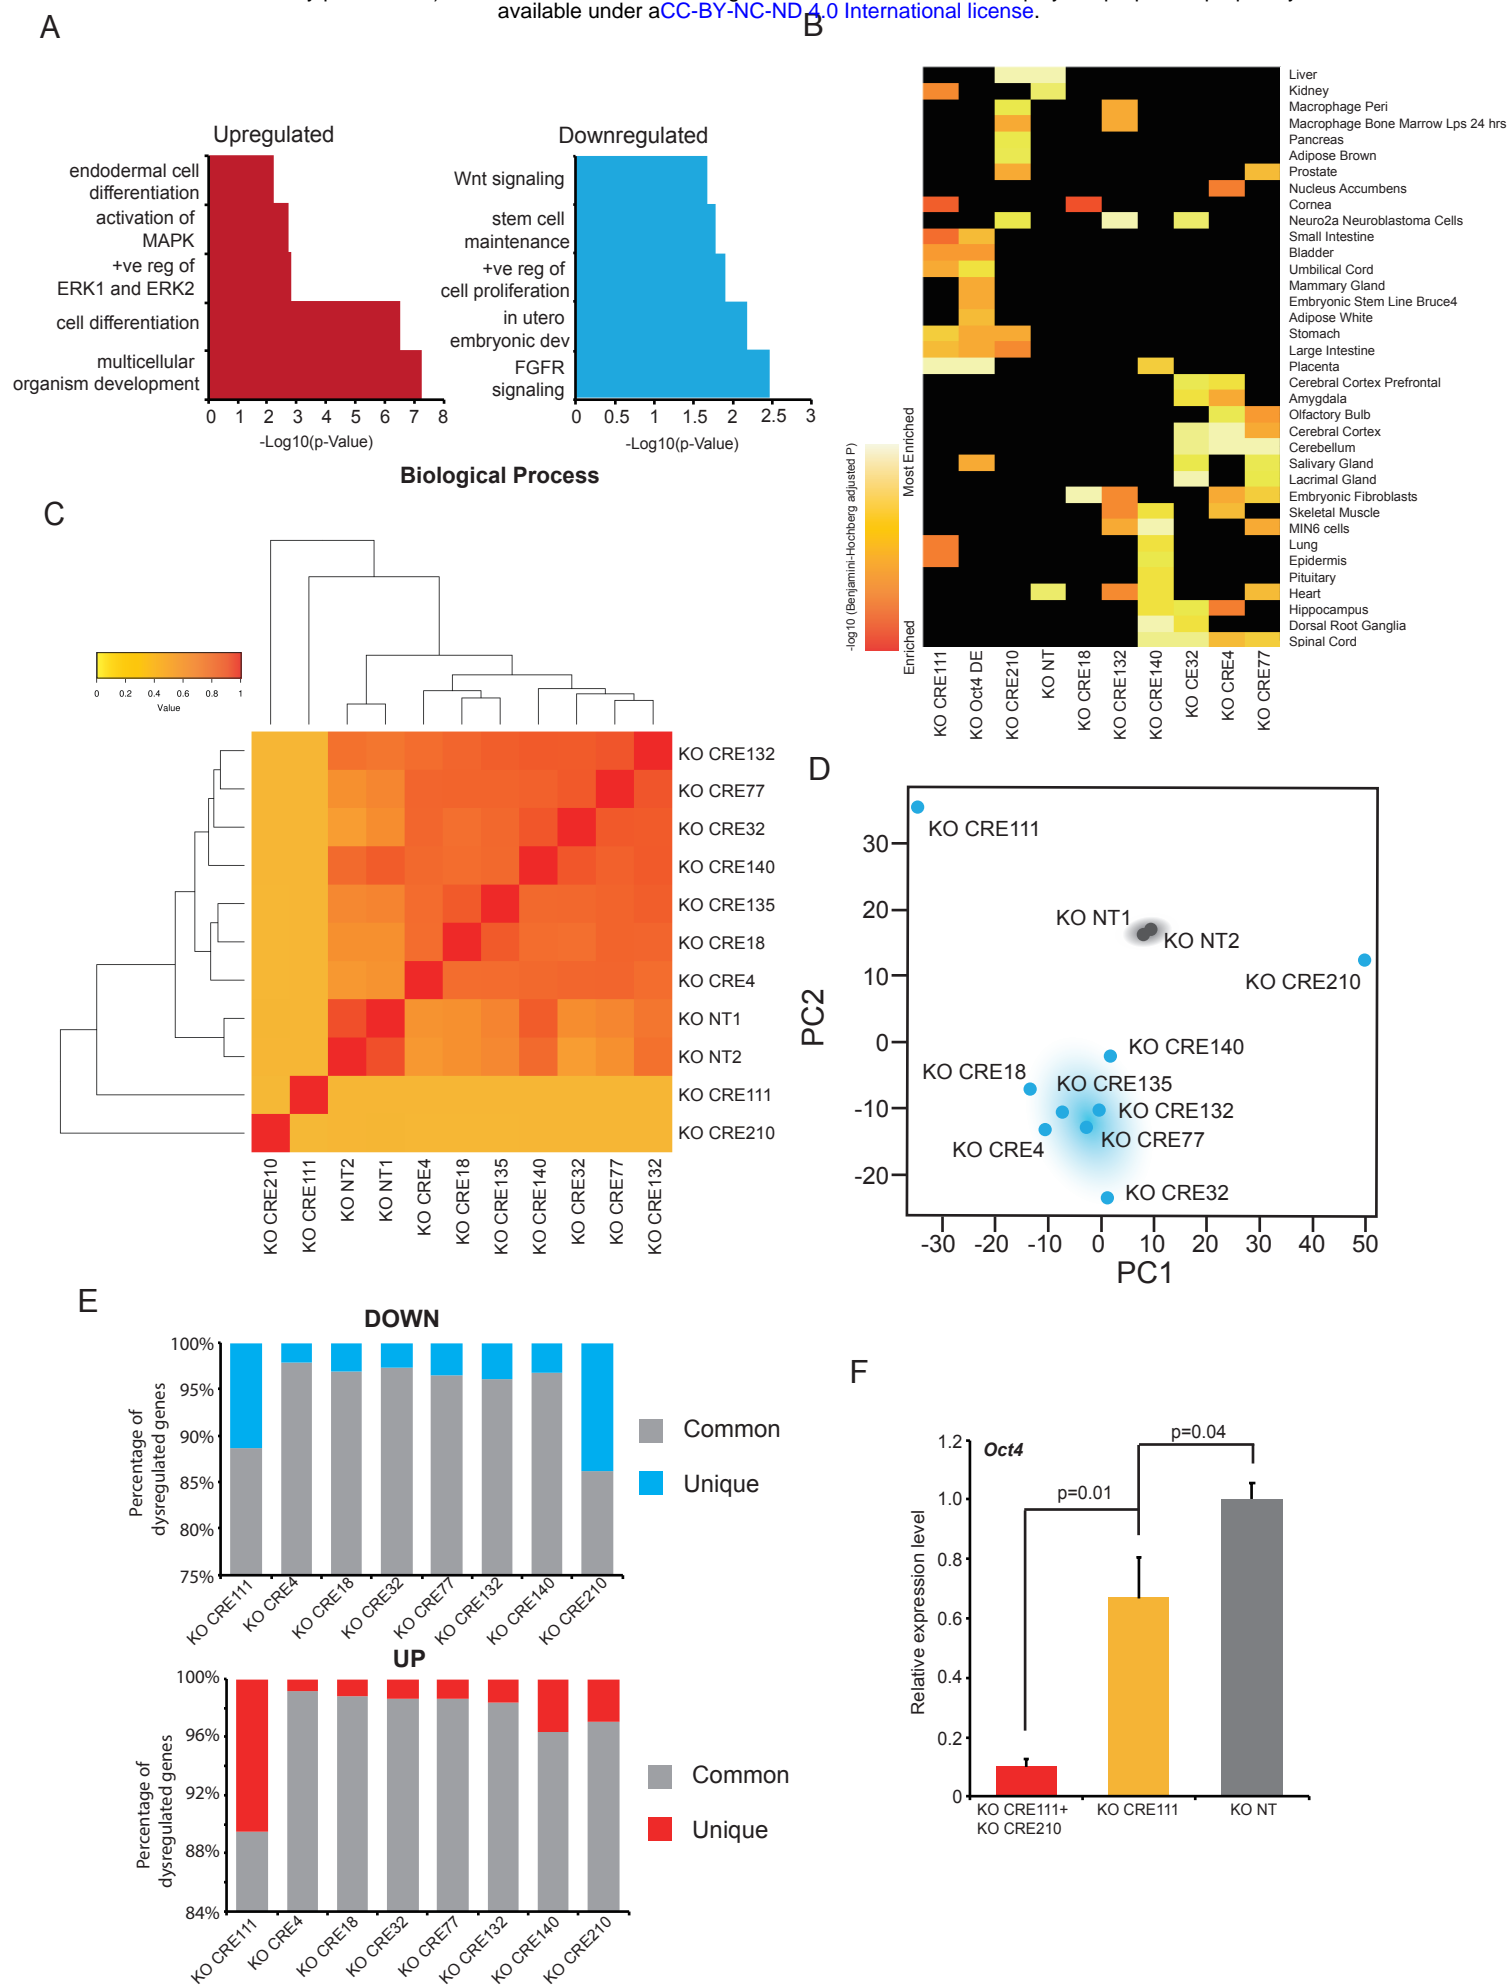 available under aCC-BY-NC-ND 4.0 International license.
A
B
Upregulated
endodermal cell
differentiation
activation of
MAPK
+ve reg of
ERK1 and ERK2
cell differentiation
multicellular
organism development
0 1 2 3 4 5 6 7 8
-Log10(p-Value)
Downregulated
Wnt signaling
stem cell
maintenance
+ve reg of
cell proliferation
in utero
embryonic dev
FGFR
signaling
0 0.5 1 1.5 2 2.5 3
-Log10(p-Value)
Biological Process
Liver
Kidney
Macrophage Peri
Macrophage Bone Marrow Lps 24 hrs
Pancreas
Adipose Brown
Prostate
Nucleus Accumbens
Cornea
Neuro2a Neuroblastoma Cells
Small Intestine
Bladder
Umbilical Cord
Mammary Gland
Embryonic Stem Line Bruce4
Adipose White
Stomach
Large Intestine
Placenta
Cerebral Cortex Prefrontal
Amygdala
Olfactory Bulb
Cerebral Cortex
Cerebellum
Salivary Gland
Lacrimal Gland
Embryonic Fibroblasts
Skeletal Muscle
MIN6 cells
Lung
Epidermis
Pituitary
Heart
Hippocampus
Dorsal Root Ganglia
Spinal Cord
-log10 (Benjamini-Hochberg adjusted P)
Most Enriched
Enriched
KO CRE111
KO Oct4 DE
KO CRE210
KO NT
KO CRE18
KO CRE132
KO CRE140
KO CE32
KO CRE4
KO CRE77
C
0 0.2 0.4 0.6 0.8 1
Value
KO CRE132
KO CRE77
KO CRE32
KO CRE140
KO CRE135
KO CRE18
KO CRE4
KO NT1
KO NT2
KO CRE111
KO CRE210
KO CRE210
KO CRE111
KO NT2
KO NT1
KO CRE4
KO CRE18
KO CRE135
KO CRE140
KO CRE32
KO CRE77
KO CRE132
D
PC2
30
20
10
0
-10
-20
KO CRE111
KO NT1
KO NT2
KO CRE210
KO CRE140
KO CRE18
KO CRE135
KO CRE132
KO CRE77
KO CRE4
KO CRE32
-30 -20 -10 0 10 20 30 40 50
PC1
E
DOWN
Percentage of
dysregulated genes
100%
95%
90%
85%
80%
75%
Common
Unique
KO CRE111
KO CRE4
KO CRE18
KO CRE32
KO CRE77
KO CRE132
KO CRE140
KO CRE210
UP
Percentage of
dysregulated genes
100%
96%
92%
88%
84%
Common
Unique
KO CRE111
KO CRE4
KO CRE18
KO CRE32
KO CRE77
KO CRE132
KO CRE140
KO CRE210
F
Oct4
Relative expression level
1.2
1.0
0.8
0.6
0.4
0.2
0
p=0.04
p=0.01
KO CRE111+
KO CRE210
KO CRE111
KO NT